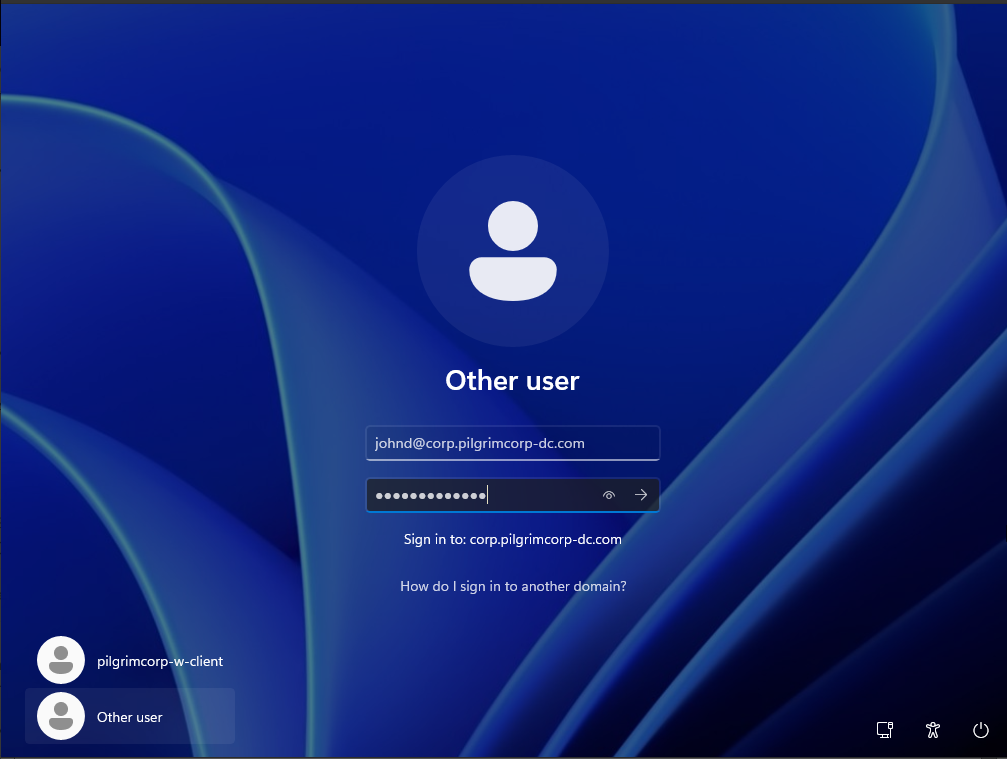 Other user
johnd@corp.pilgrimcorp-dc.com
●●●●●●●●●●●●●
Sign in to: corp.pilgrimcorp-dc.com
How do I sign in to another domain?
pilgrimcorp-w-client
Other user